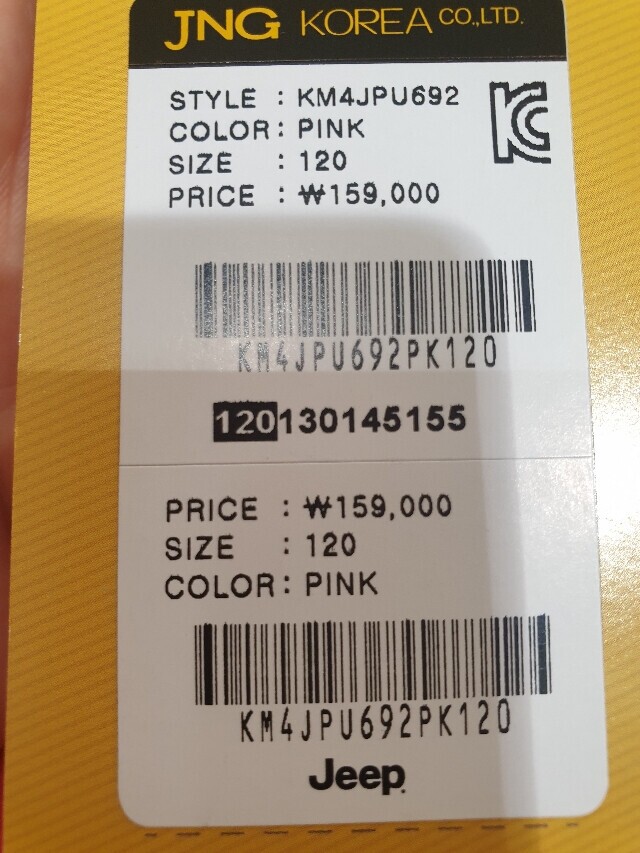 JNG KOREA CO.,LTD.
STYLE : KM4JPU692
COLOR : PINK
SIZE : 120
PRICE : ₩159,000
KC
KM4JPU692PK120
120130145155
PRICE : ₩159,000
SIZE : 120
COLOR : PINK
KM4JPU692PK120
Jeep